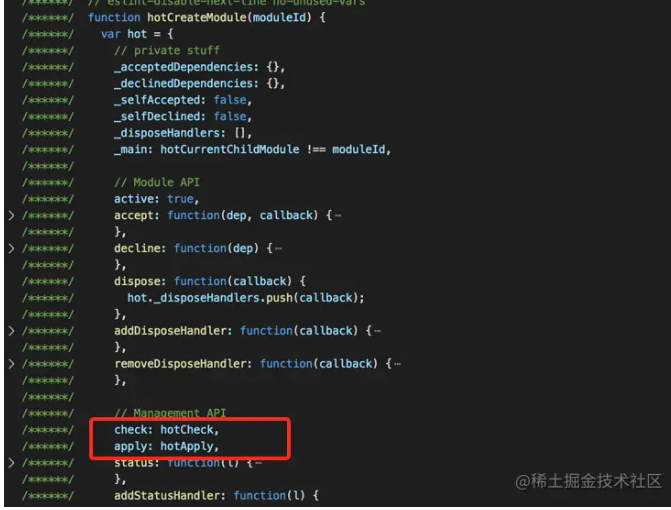 /******/ // eslint-disable-next-line no-unused-vars
/******/ function hotCreateModule(moduleId) {
/******/ var hot = {
/******/ // private stuff
/******/ _acceptedDependencies: {},
/******/ _declinedDependencies: {},
/******/ _selfAccepted: false,
/******/ _selfDeclined: false,
/******/ _disposeHandlers: [],
/******/ _main: hotCurrentChildModule !== moduleId,
/******/
/******/ // Module API
/******/ active: true,
/******/ accept: function(dep, callback) {…
/******/ },
/******/ decline: function(dep) {…
/******/ },
/******/ dispose: function(callback) {
/******/ hot._disposeHandlers.push(callback);
/******/ },
/******/ addDisposeHandler: function(callback) {…
/******/ },
/******/ removeDisposeHandler: function(callback) {…
/******/ },
/******/
/******/ // Management API
/******/ check: hotCheck,
/******/ apply: hotApply,
/******/ status: function(l) {…
/******/ },
/******/ addStatusHandler: function(l) {
@稀土掘金技术社区